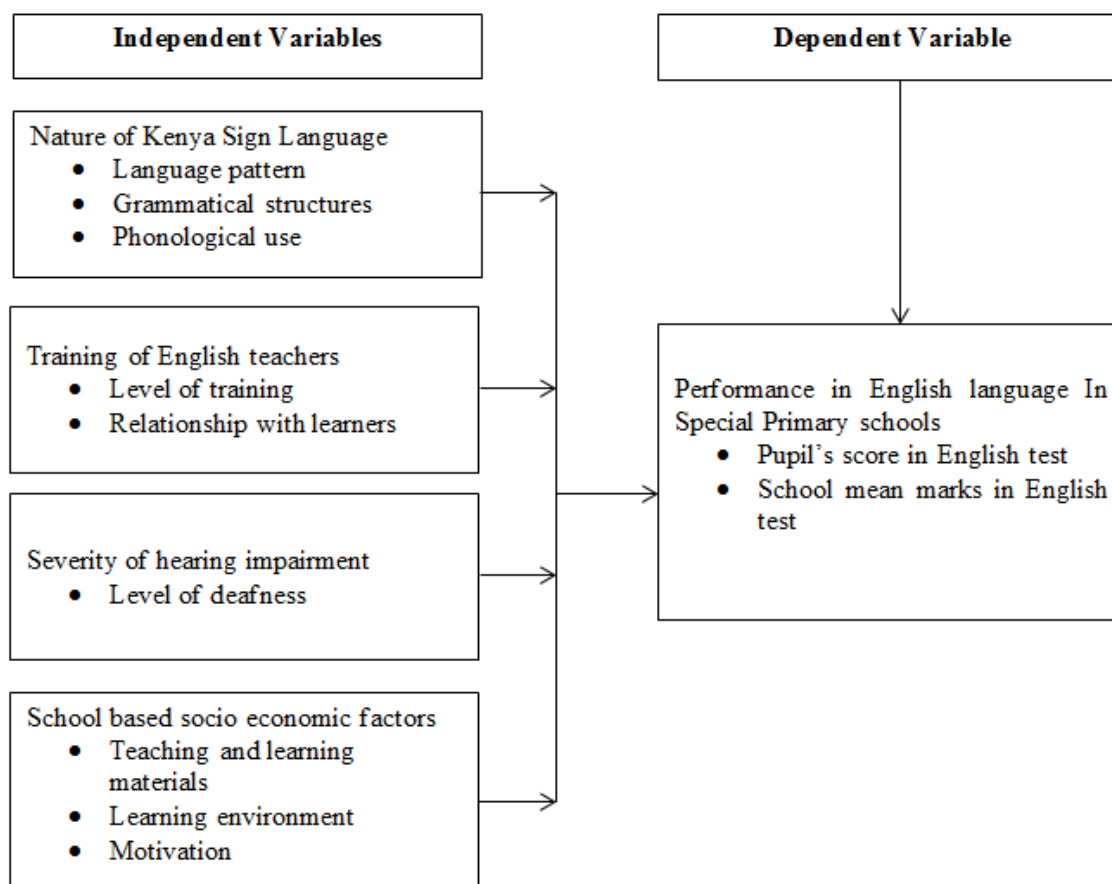 Independent Variables
Dependent Variable
Nature of Kenya Sign Language
• Language pattern
• Grammatical structures
• Phonological use
Training of English teachers
• Level of training
• Relationship with learners
Severity of hearing impairment
• Level of deafness
School based socio economic factors
• Teaching and learning
materials
• Learning environment
• Motivation
Performance in English language In
Special Primary schools
• Pupil's score in English test
• School mean marks in English
test